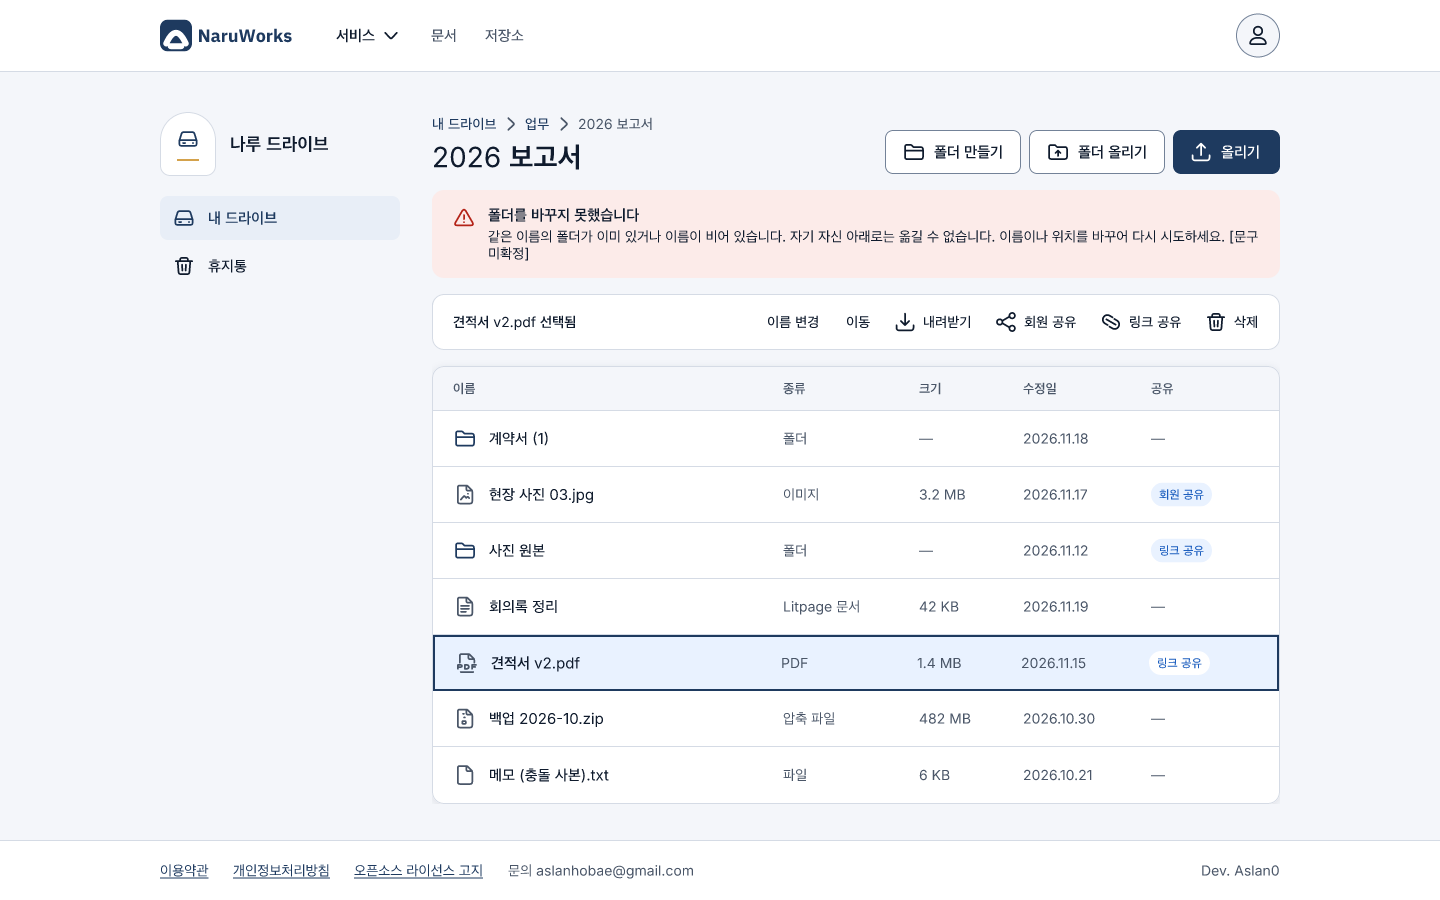 NaruWorks
서비스
문서
저장소
나루 드라이브
내 드라이브
휴지통
내 드라이브 > 업무 > 2026 보고서
2026 보고서
폴더 만들기
폴더 올리기
올리기
폴더를 바꾸지 못했습니다
같은 이름의 폴더가 이미 있거나 이름이 비어 있습니다. 자기 자신 아래로는 옮길 수 없습니다. 이름이나 위치를 바꾸어 다시 시도하세요. [문구
미확정]
견적서 v2.pdf 선택됨
이름 변경
이동
내려받기
회원 공유
링크 공유
삭제
이름 종류 크기 수정일 공유
계약서 (1) 폴더 — 2026.11.18 —
현장 사진 03.jpg 이미지 3.2 MB 2026.11.17 회원 공유
사진 원본 폴더 — 2026.11.12 링크 공유
회의록 정리 Litpage 문서 42 KB 2026.11.19 —
PDF 견적서 v2.pdf PDF 1.4 MB 2026.11.15 링크 공유
백업 2026-10.zip 압축 파일 482 MB 2026.10.30 —
메모 (충돌 사본).txt 파일 6 KB 2026.10.21 —
이용약관
개인정보처리방침
오픈소스 라이선스 고지
문의 aslanhobae@gmail.com
Dev. Aslan0